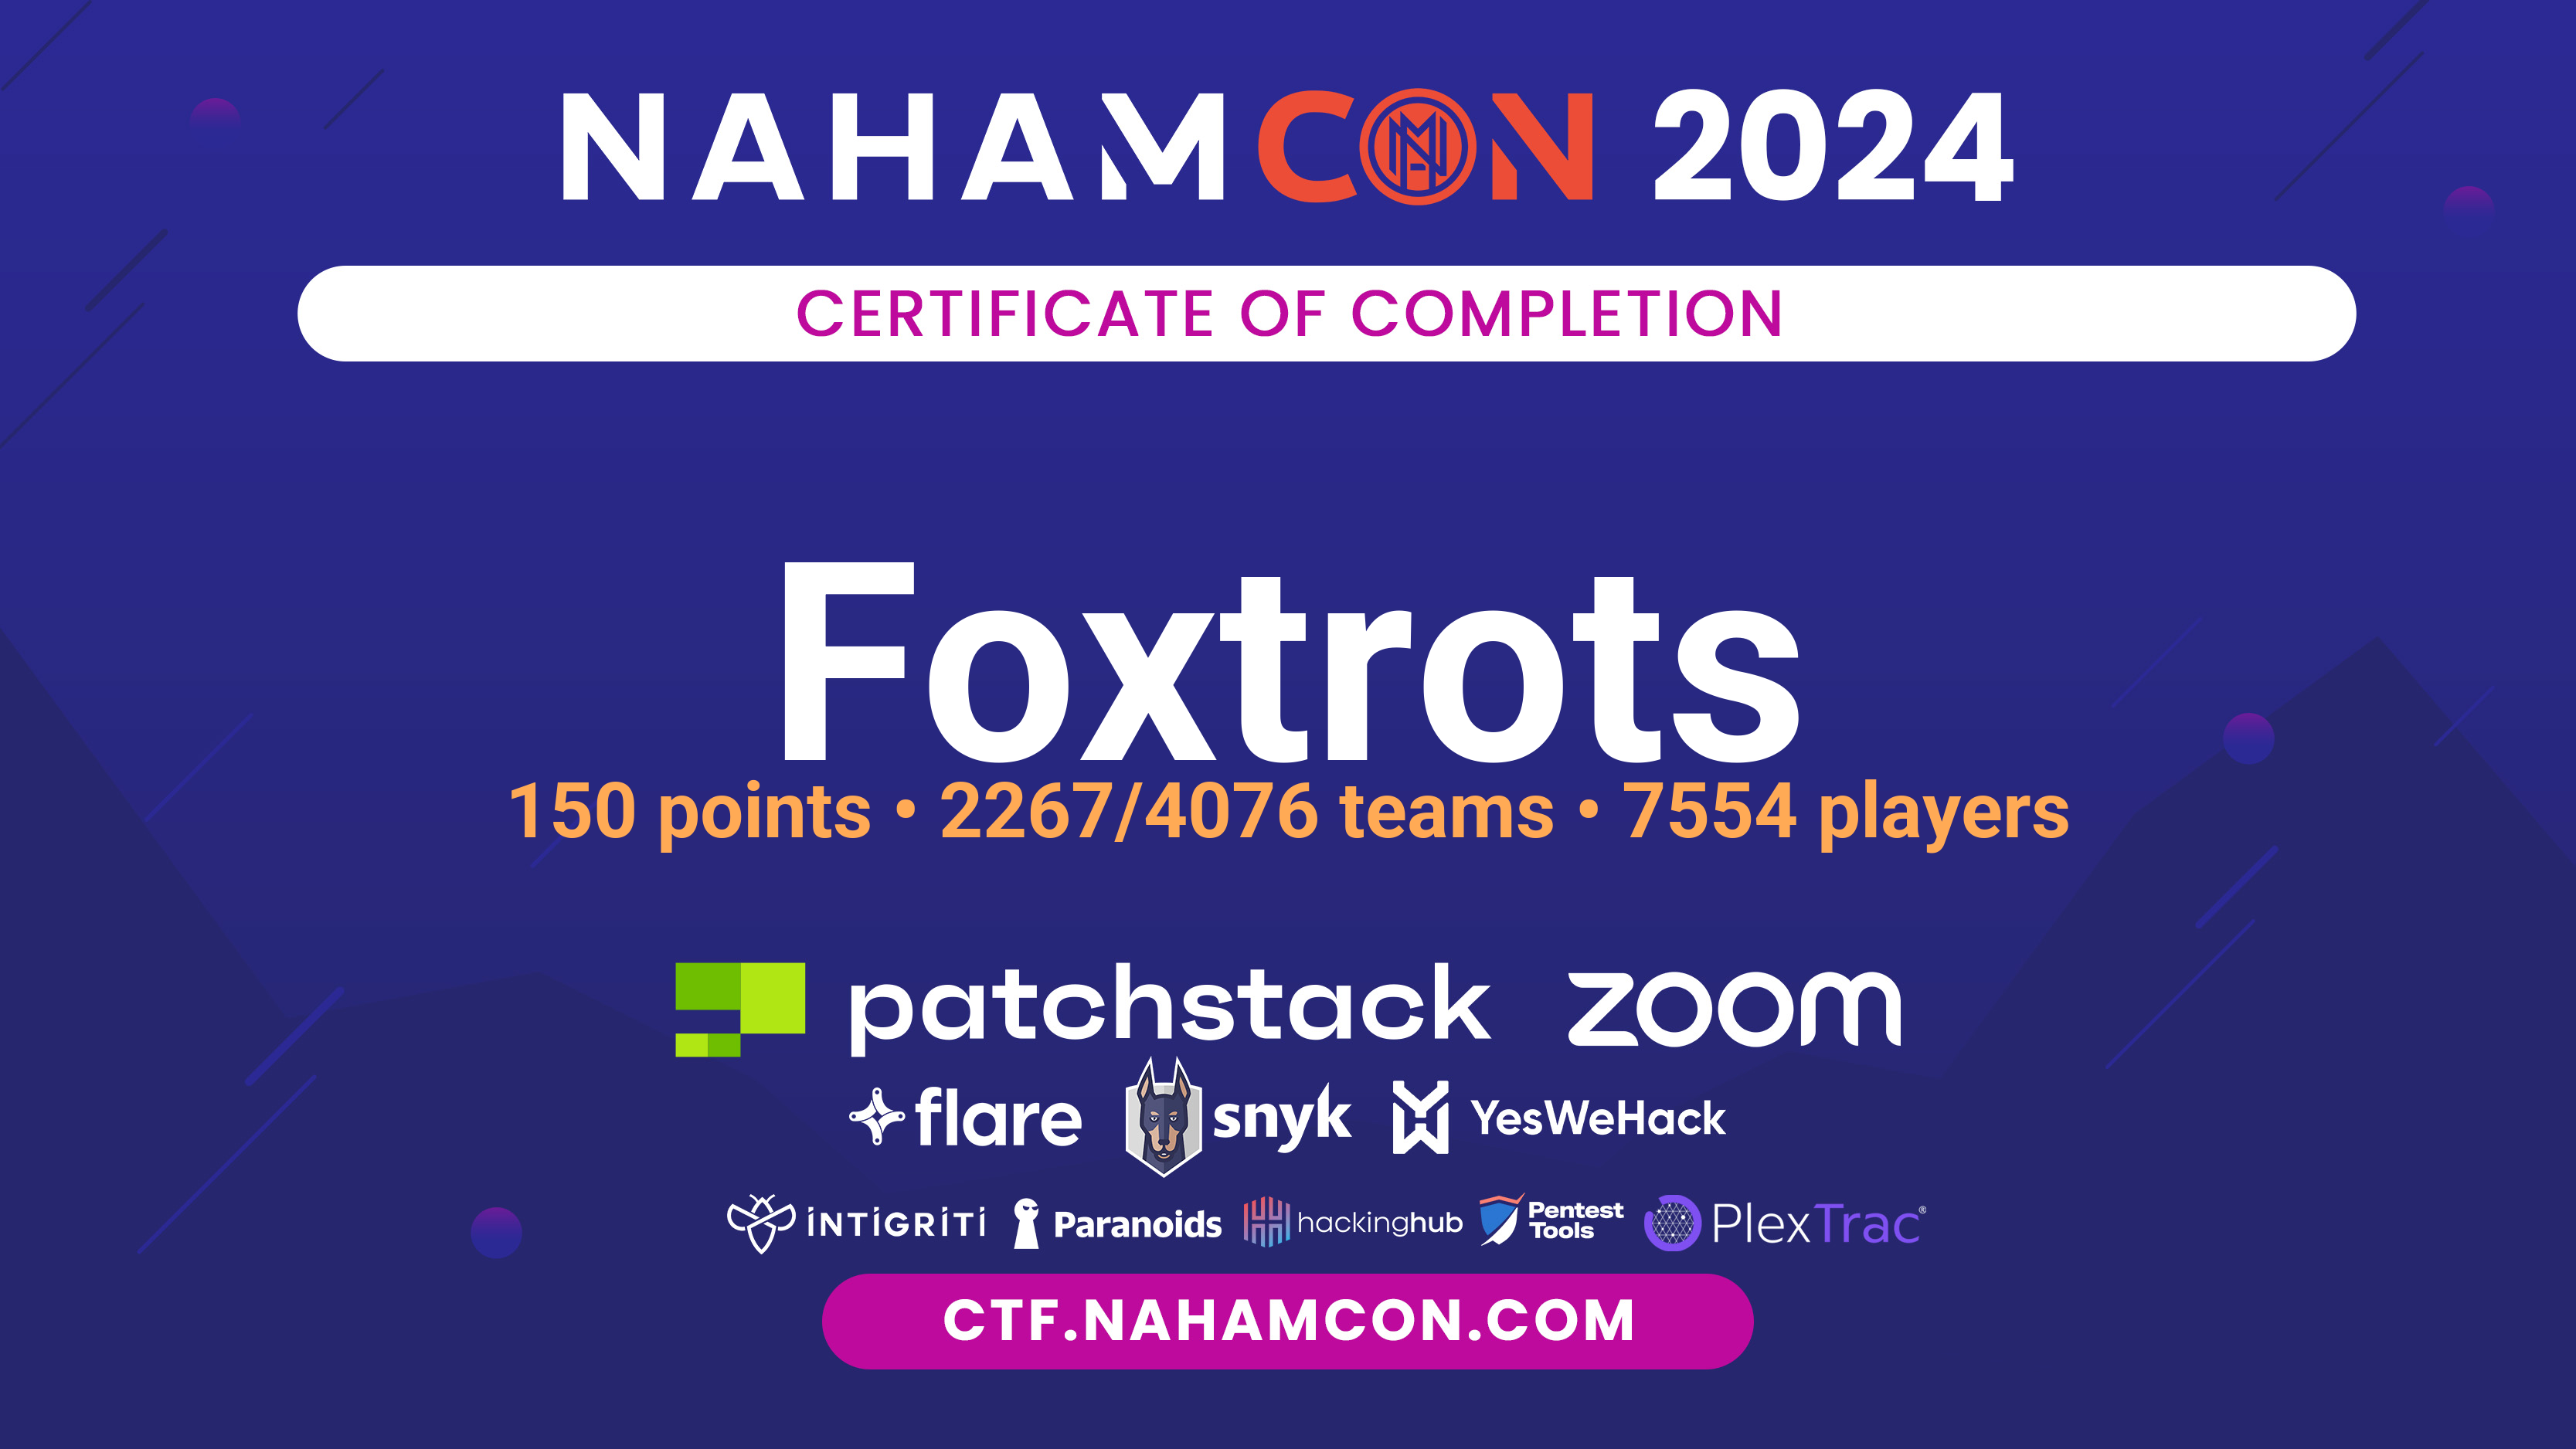 NAHAMCON 2024
CERTIFICATE OF COMPLETION
Foxtrots
150 points • 2267/4076 teams • 7554 players
patchstack zoom
flare snyk YesWeHack
INTIGRITI Paranoids hackinghub Pentest Tools PlexTrac®
CTF.NAHAMCON.COM